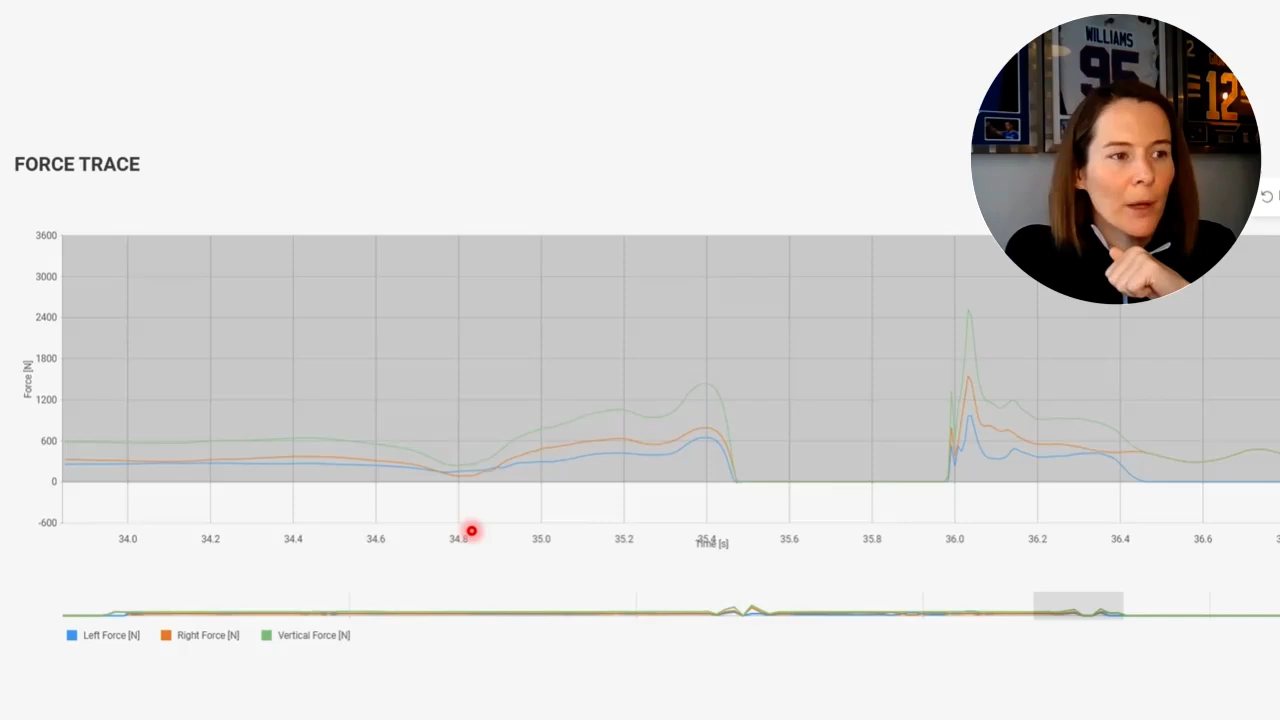 WILLIAMS
95
2
12
FORCE TRACE
3600
3000
2400
1800
1200
600
0
-600
Force [N]
34.0 34.2 34.4 34.6 34.8 35.0 35.2 35.4 35.6 35.8 36.0 36.2 36.4 36.6
Time [s]
Left Force [N] Right Force [N] Vertical Force [N]